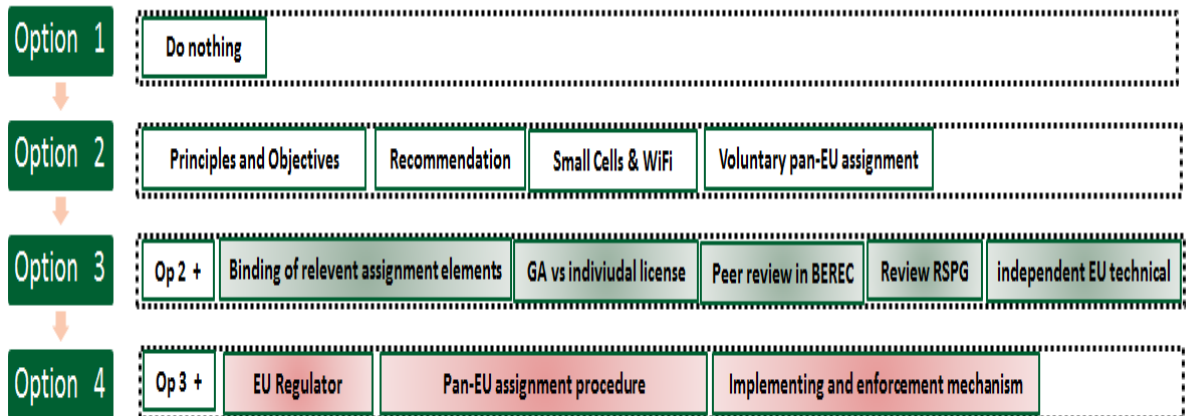 Option 1
Do nothing
Option 2
Principles and Objectives
Recommendation
Small Cells & WiFi
Voluntary pan-EU assignment
Option 3
Op 2 +
Binding of relevent assignment elements
GA vs indiviudal license
Peer review in BEREC
Review RSPG
independent EU technical
Option 4
Op 3 +
EU Regulator
Pan-EU assignment procedure
Implementing and enforcement mechanism